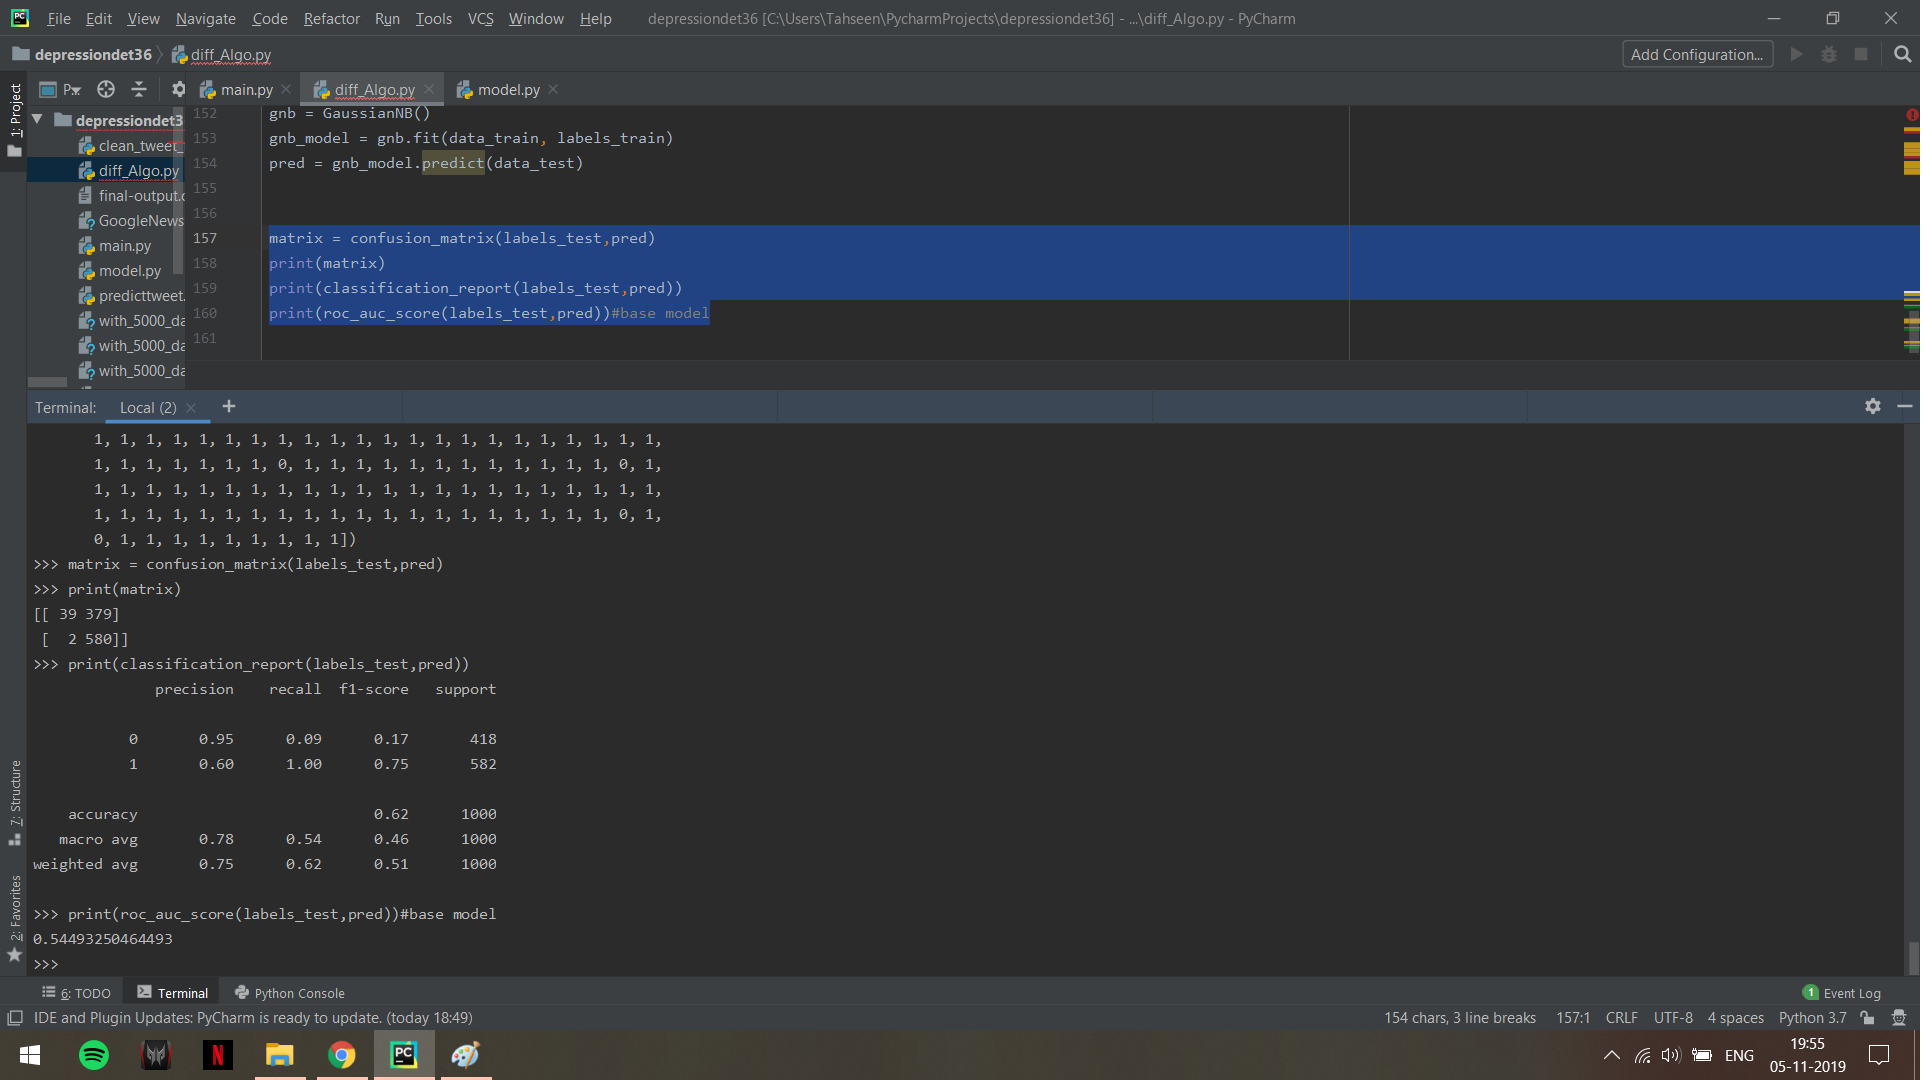 File Edit View Navigate Code Refactor Run Tools VCS Window Help depressiondet36 [C:\Users\Tahseen\PycharmProjects\depressiondet36] - ...\diff_Algo.py - PyCharm
depressiondet36 diff_Algo.py Add Configuration...
P main.py diff_Algo.py model.py
1: Project
depressiondet3
clean_tweet_
diff_Algo.py
final-output.c
GoogleNews
main.py
model.py
predicttweet.
with_5000_da
with_5000_da
with_5000_da
152 gnb = GaussianNB()
153 gnb_model = gnb.fit(data_train, labels_train)
154 pred = gnb_model.predict(data_test)
155
156
157 matrix = confusion_matrix(labels_test,pred)
158 print(matrix)
159 print(classification_report(labels_test,pred))
160 print(roc_auc_score(labels_test,pred))#base model
161
Terminal: Local (2) +
1, 1, 1, 1, 1, 1, 1, 1, 1, 1, 1, 1, 1, 1, 1, 1, 1, 1, 1, 1, 1, 1,
1, 1, 1, 1, 1, 1, 1, 0, 1, 1, 1, 1, 1, 1, 1, 1, 1, 1, 1, 1, 0, 1,
1, 1, 1, 1, 1, 1, 1, 1, 1, 1, 1, 1, 1, 1, 1, 1, 1, 1, 1, 1, 1, 1,
1, 1, 1, 1, 1, 1, 1, 1, 1, 1, 1, 1, 1, 1, 1, 1, 1, 1, 1, 1, 0, 1,
0, 1, 1, 1, 1, 1, 1, 1, 1, 1])
>>> matrix = confusion_matrix(labels_test,pred)
>>> print(matrix)
[[ 39 379]
[ 2 580]]
>>> print(classification_report(labels_test,pred))
precision recall f1-score support
0 0.95 0.09 0.17 418
1 0.60 1.00 0.75 582
accuracy 0.62 1000
macro avg 0.78 0.54 0.46 1000
weighted avg 0.75 0.62 0.51 1000
>>> print(roc_auc_score(labels_test,pred))#base model
0.54493250464493
>>>
7: Structure
2: Favorites
6: TODO Terminal Python Console 1 Event Log
IDE and Plugin Updates: PyCharm is ready to update. (today 18:49) 154 chars, 3 line breaks 157:1 CRLF UTF-8 4 spaces Python 3.7
PC ENG 19:55
05-11-2019